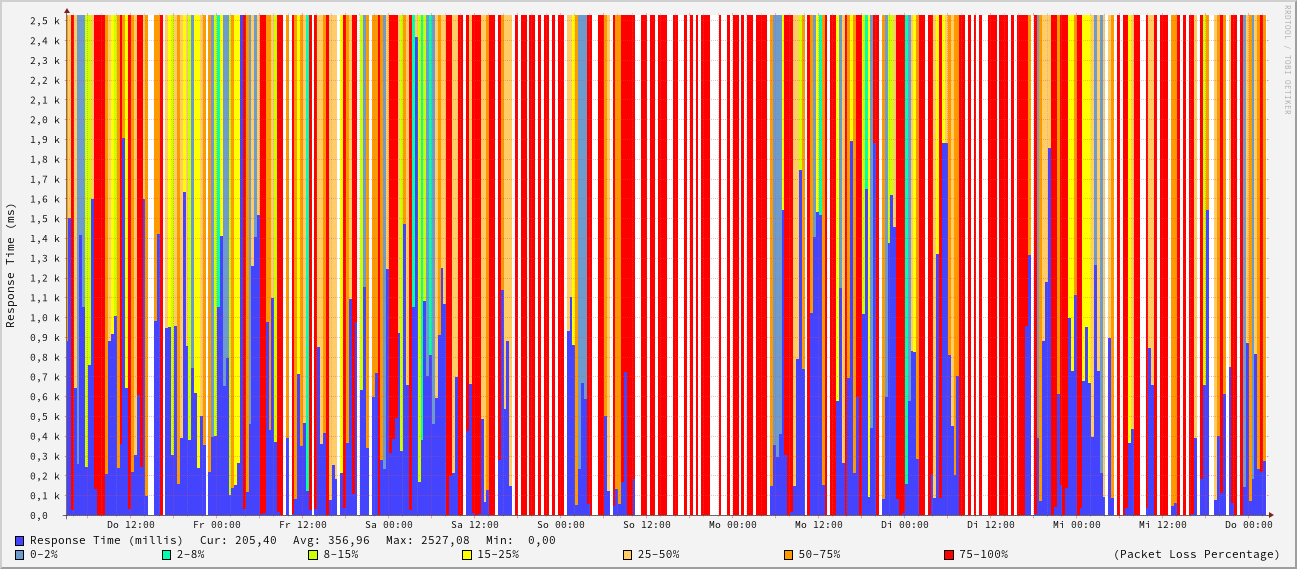 2,5 k
2,4 k
2,3 k
2,2 k
2,1 k
2,0 k
1,9 k
1,8 k
1,7 k
1,6 k
1,5 k
1,4 k
1,3 k
1,2 k
1,1 k
1,0 k
0,9 k
0,8 k
0,7 k
0,6 k
0,5 k
0,4 k
0,3 k
0,2 k
0,1 k
0,0
Response Time (ms)
RRDTOOL / TOBI OETIKER
Do 12:00 Fr 00:00 Fr 12:00 Sa 00:00 Sa 12:00 So 00:00 So 12:00 Mo 00:00 Mo 12:00 Di 00:00 Di 12:00 Mi 00:00 Mi 12:00 Do 00:00
Response Time (millis) Cur: 205,40 Avg: 356,96 Max: 2527,08 Min: 0,00
0-2% 2-8% 8-15% 15-25% 25-50% 50-75% 75-100% (Packet Loss Percentage)